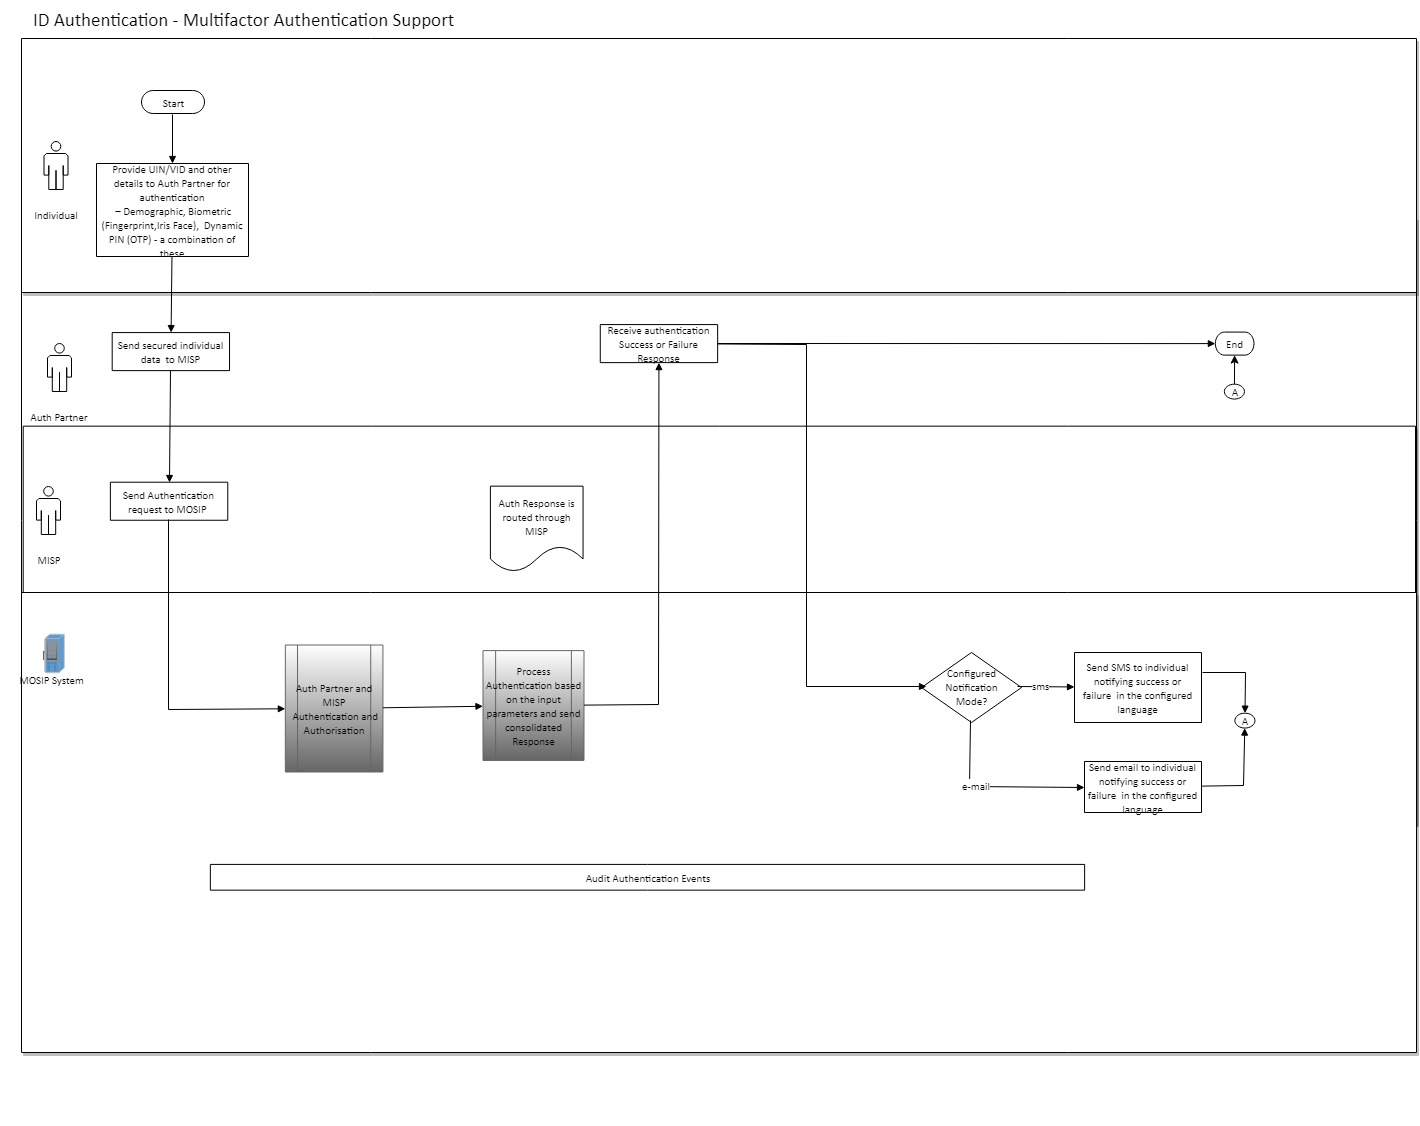 ID Authentication - Multifactor Authentication Support
Start
Provide UIN/VID and other
details to Auth Partner for
authentication
– Demographic, Biometric
(Fingerprint,Iris Face), Dynamic
PIN (OTP) - a combination of
these
Individual
Send secured individual
data to MISP
Receive authentication
Success or Failure
Response
End
A
Auth Partner
Send Authentication
request to MOSIP
Auth Response is
routed through
MISP
MISP
MOSIP System
Auth Partner and
MISP
Authentication and
Authorisation
Process
Authentication based
on the input
parameters and send
consolidated
Response
Configured
Notification
Mode?
sms
Send SMS to individual
notifying success or
failure in the configured
language
A
e-mail
Send email to individual
notifying success or
failure in the configured
language
Audit Authentication Events